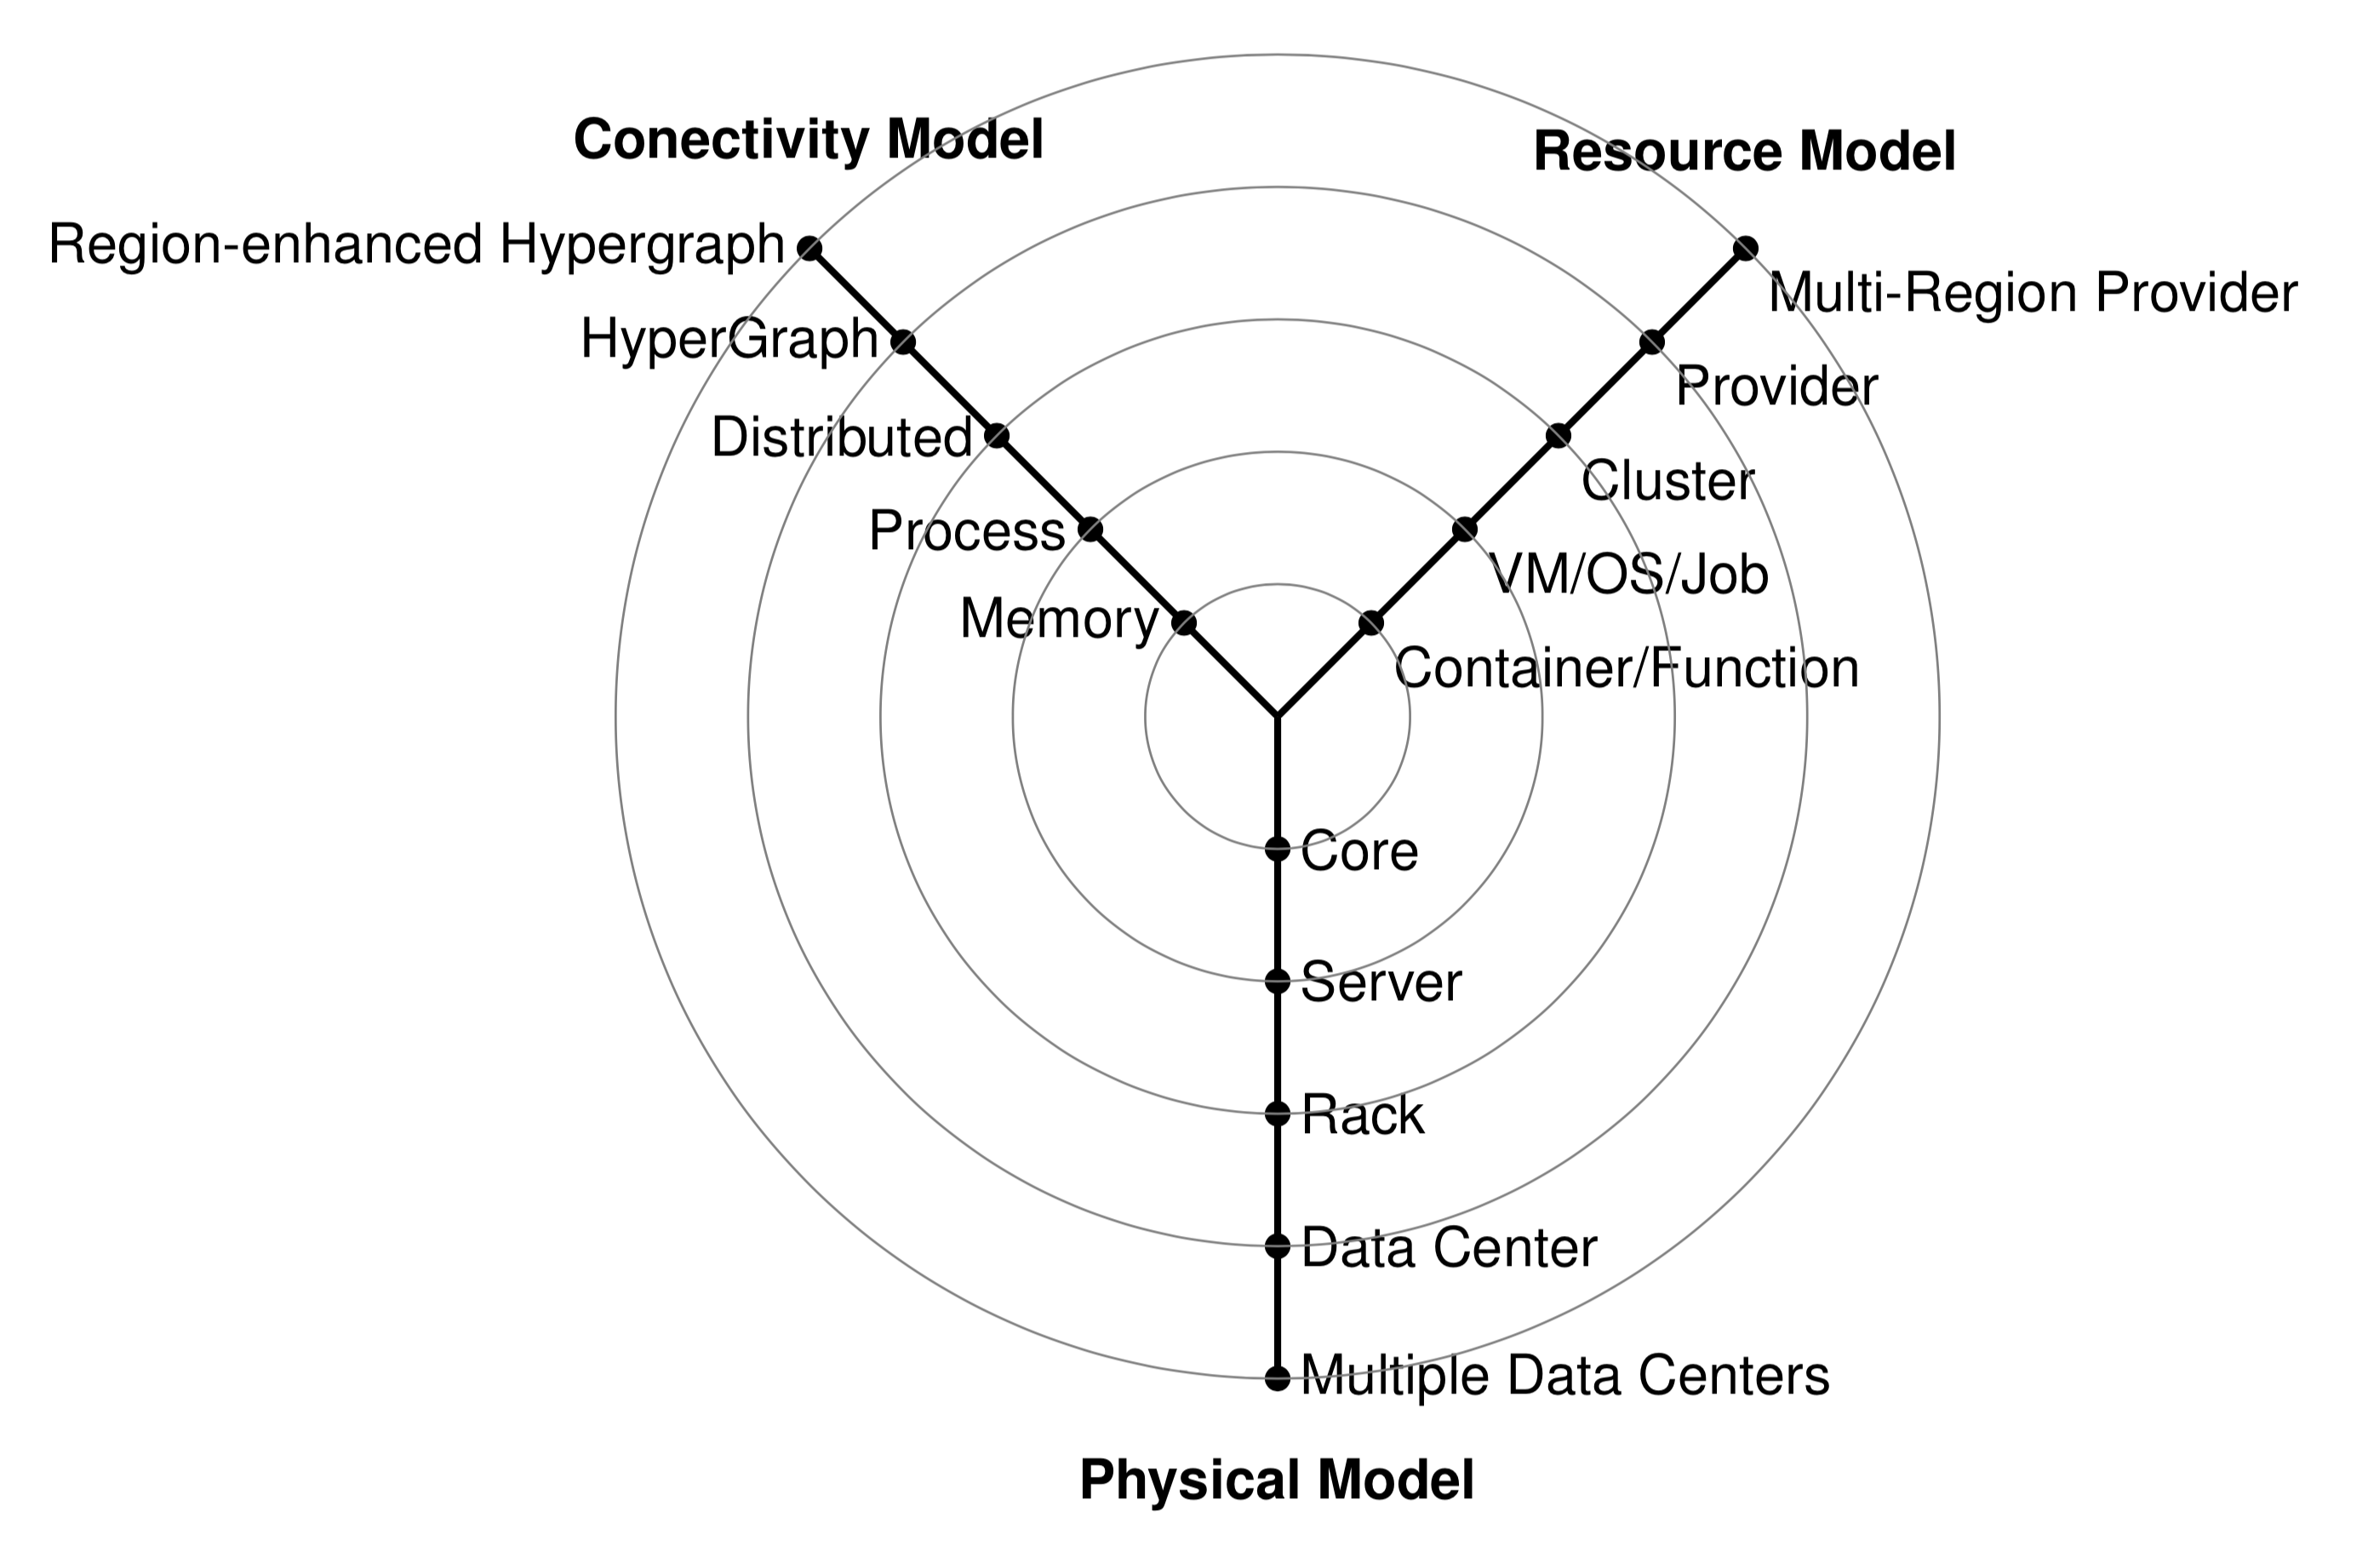 Conectivity Model
Resource Model
Region-enhanced Hypergraph
Multi-Region Provider
HyperGraph
Provider
Distributed
Cluster
Process
VM/OS/Job
Memory
Container/Function
Core
Server
Rack
Data Center
Multiple Data Centers
Physical Model